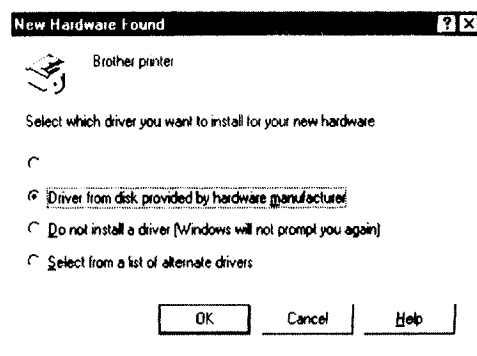 New Hardware Found
Brother printer
Select which driver you want to install for your new hardware
Driver from disk provided by hardware manufacturer
Do not install a driver (Windows will not prompt you again)
Select from a list of alternate drivers
OK Cancel Help